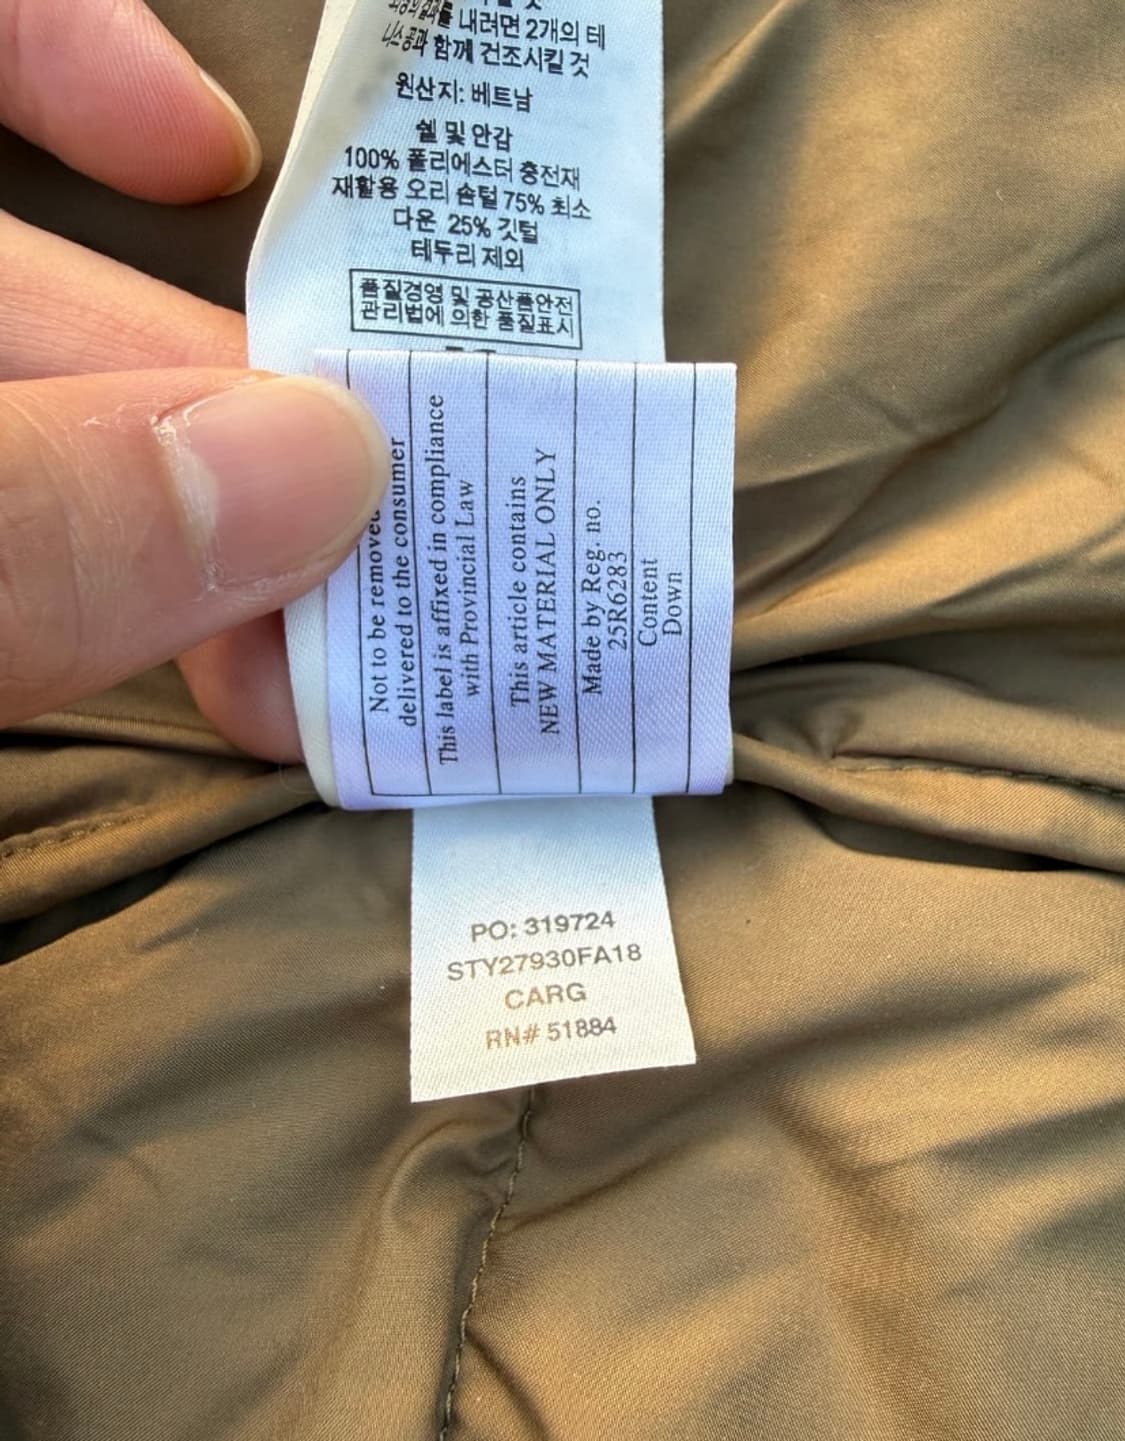 내려면 2개의 테
니스공과 함께 건조시킬 것
원산지: 베트남
쉘 및 안감
100% 폴리에스터 충전재
재활용 오리 솜털 75% 최소
다운 25% 깃털
테두리 제외
품질경영 및 공산품안전
관리법에 의한 품질표시
Not to be removed
delivered to the consumer
This label is affixed in compliance
with Provincial Law
This article contains
NEW MATERIAL ONLY
Made by Reg. no.
25R6283
Content
Down
PO: 319724
STY27930FA18
CARG
RN# 51884